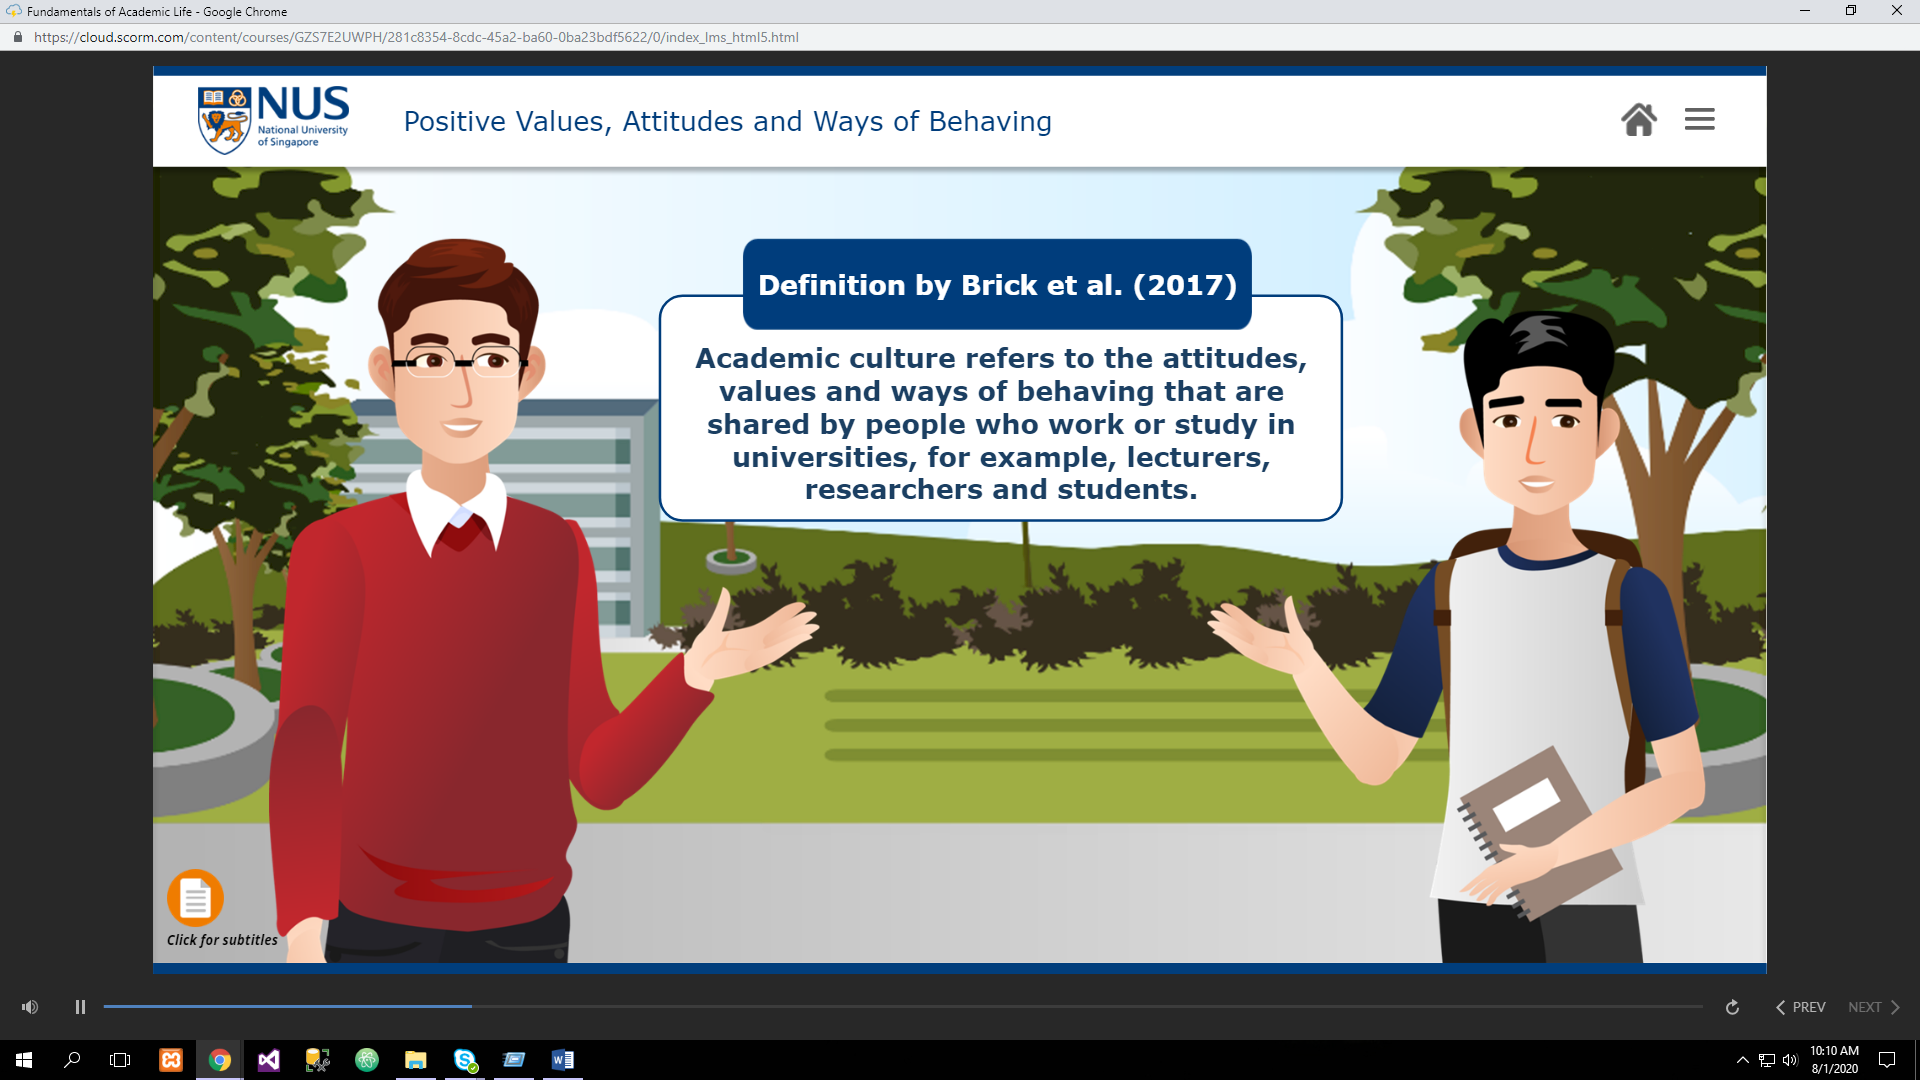 Fundamentals of Academic Life - Google Chrome
https://cloud.scorm.com/content/courses/GZS7E2UWPH/281c8354-8cdc-45a2-ba60-0ba23bdf5622/0/index_lms_html5.html
NUS
National University
of Singapore
Positive Values, Attitudes and Ways of Behaving
Definition by Brick et al. (2017)
Academic culture refers to the attitudes,
values and ways of behaving that are
shared by people who work or study in
universities, for example, lecturers,
researchers and students.
Click for subtitles
PREV
NEXT
10:10 AM
8/1/2020